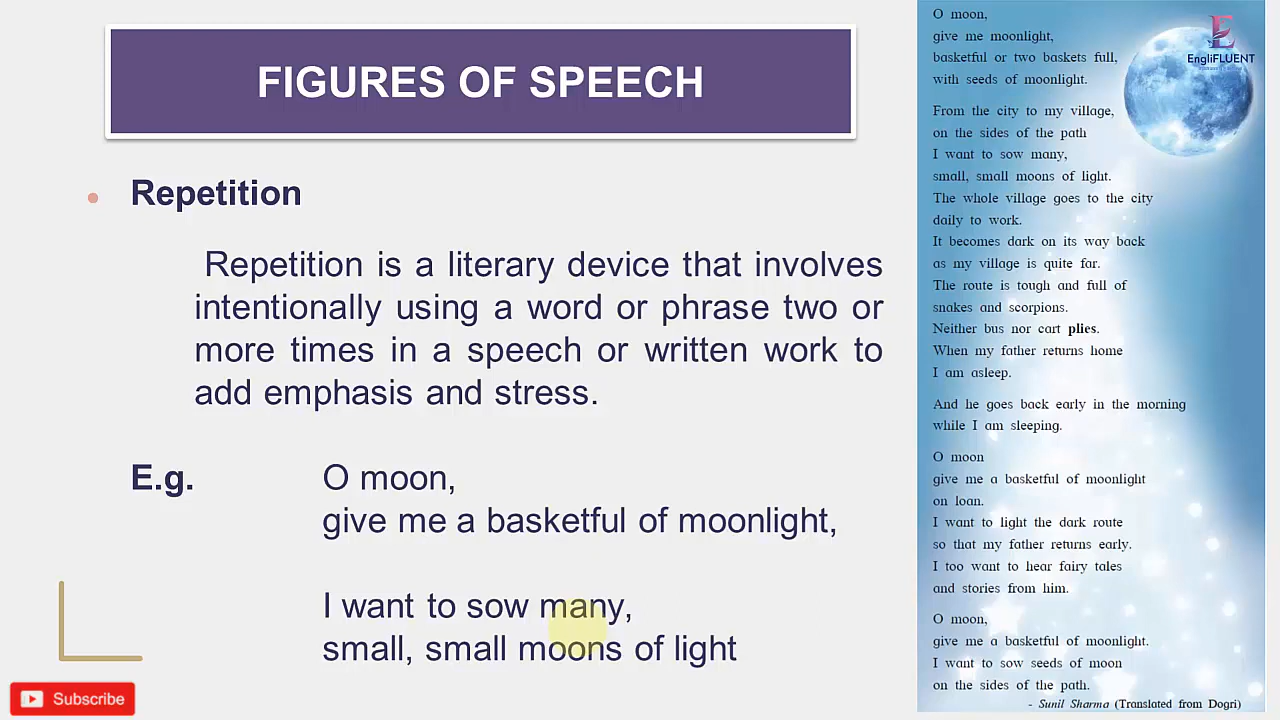 FIGURES OF SPEECH
Repetition
Repetition is a literary device that involves
intentionally using a word or phrase two or
more times in a speech or written work to
add emphasis and stress.
E.g.
O moon,
give me a basketful of moonlight,
I want to sow many,
small, small moons of light
Subscribe
O moon,
give me moonlight,
basketful or two baskets full,
with seeds of moonlight.
From the city to my village,
on the sides of the path
I want to sow many,
small, small moons of light.
The whole village goes to the city
daily to work.
It becomes dark on its way back
as my village is quite far.
The route is tough and full of
snakes and scorpions.
Neither bus nor cart plies.
When my father returns home
I am asleep.
And he goes back early in the morning
while I am sleeping.
O moon
give me a basketful of moonlight
on loan.
I want to light the dark route
so that my father returns early.
I too want to hear fairy tales
and stories from him.
O moon,
give me a basketful of moonlight.
I want to sow seeds of moon
on the sides of the path.
- Sunil Sharma (Translated from Dogri)
E
EngliFLUENT